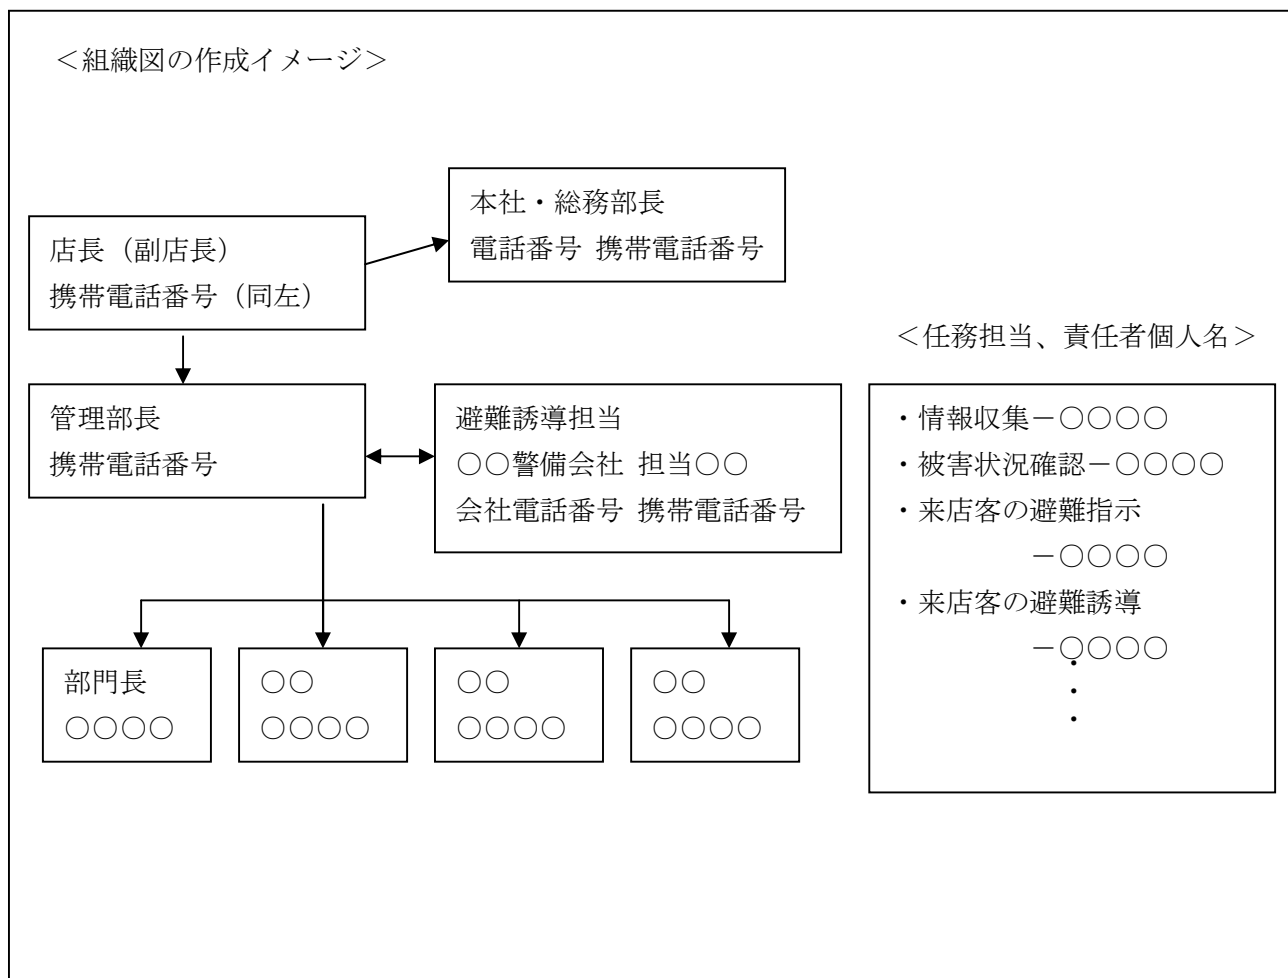 ＜組織図の作成イメージ＞
本社・総務部長
電話番号 携帯電話番号
店長（副店長）
携帯電話番号（同左）
管理部長
携帯電話番号
避難誘導担当
○○警備会社 担当○○
会社電話番号 携帯電話番号
部門長
○○○○
○○
○○○○
○○
○○○○
○○
○○○○
＜任務担当、責任者個人名＞
・情報収集－○○○○
・被害状況確認－○○○○
・来店客の避難指示
－○○○○
・来店客の避難誘導
－○○○○
・
・
・